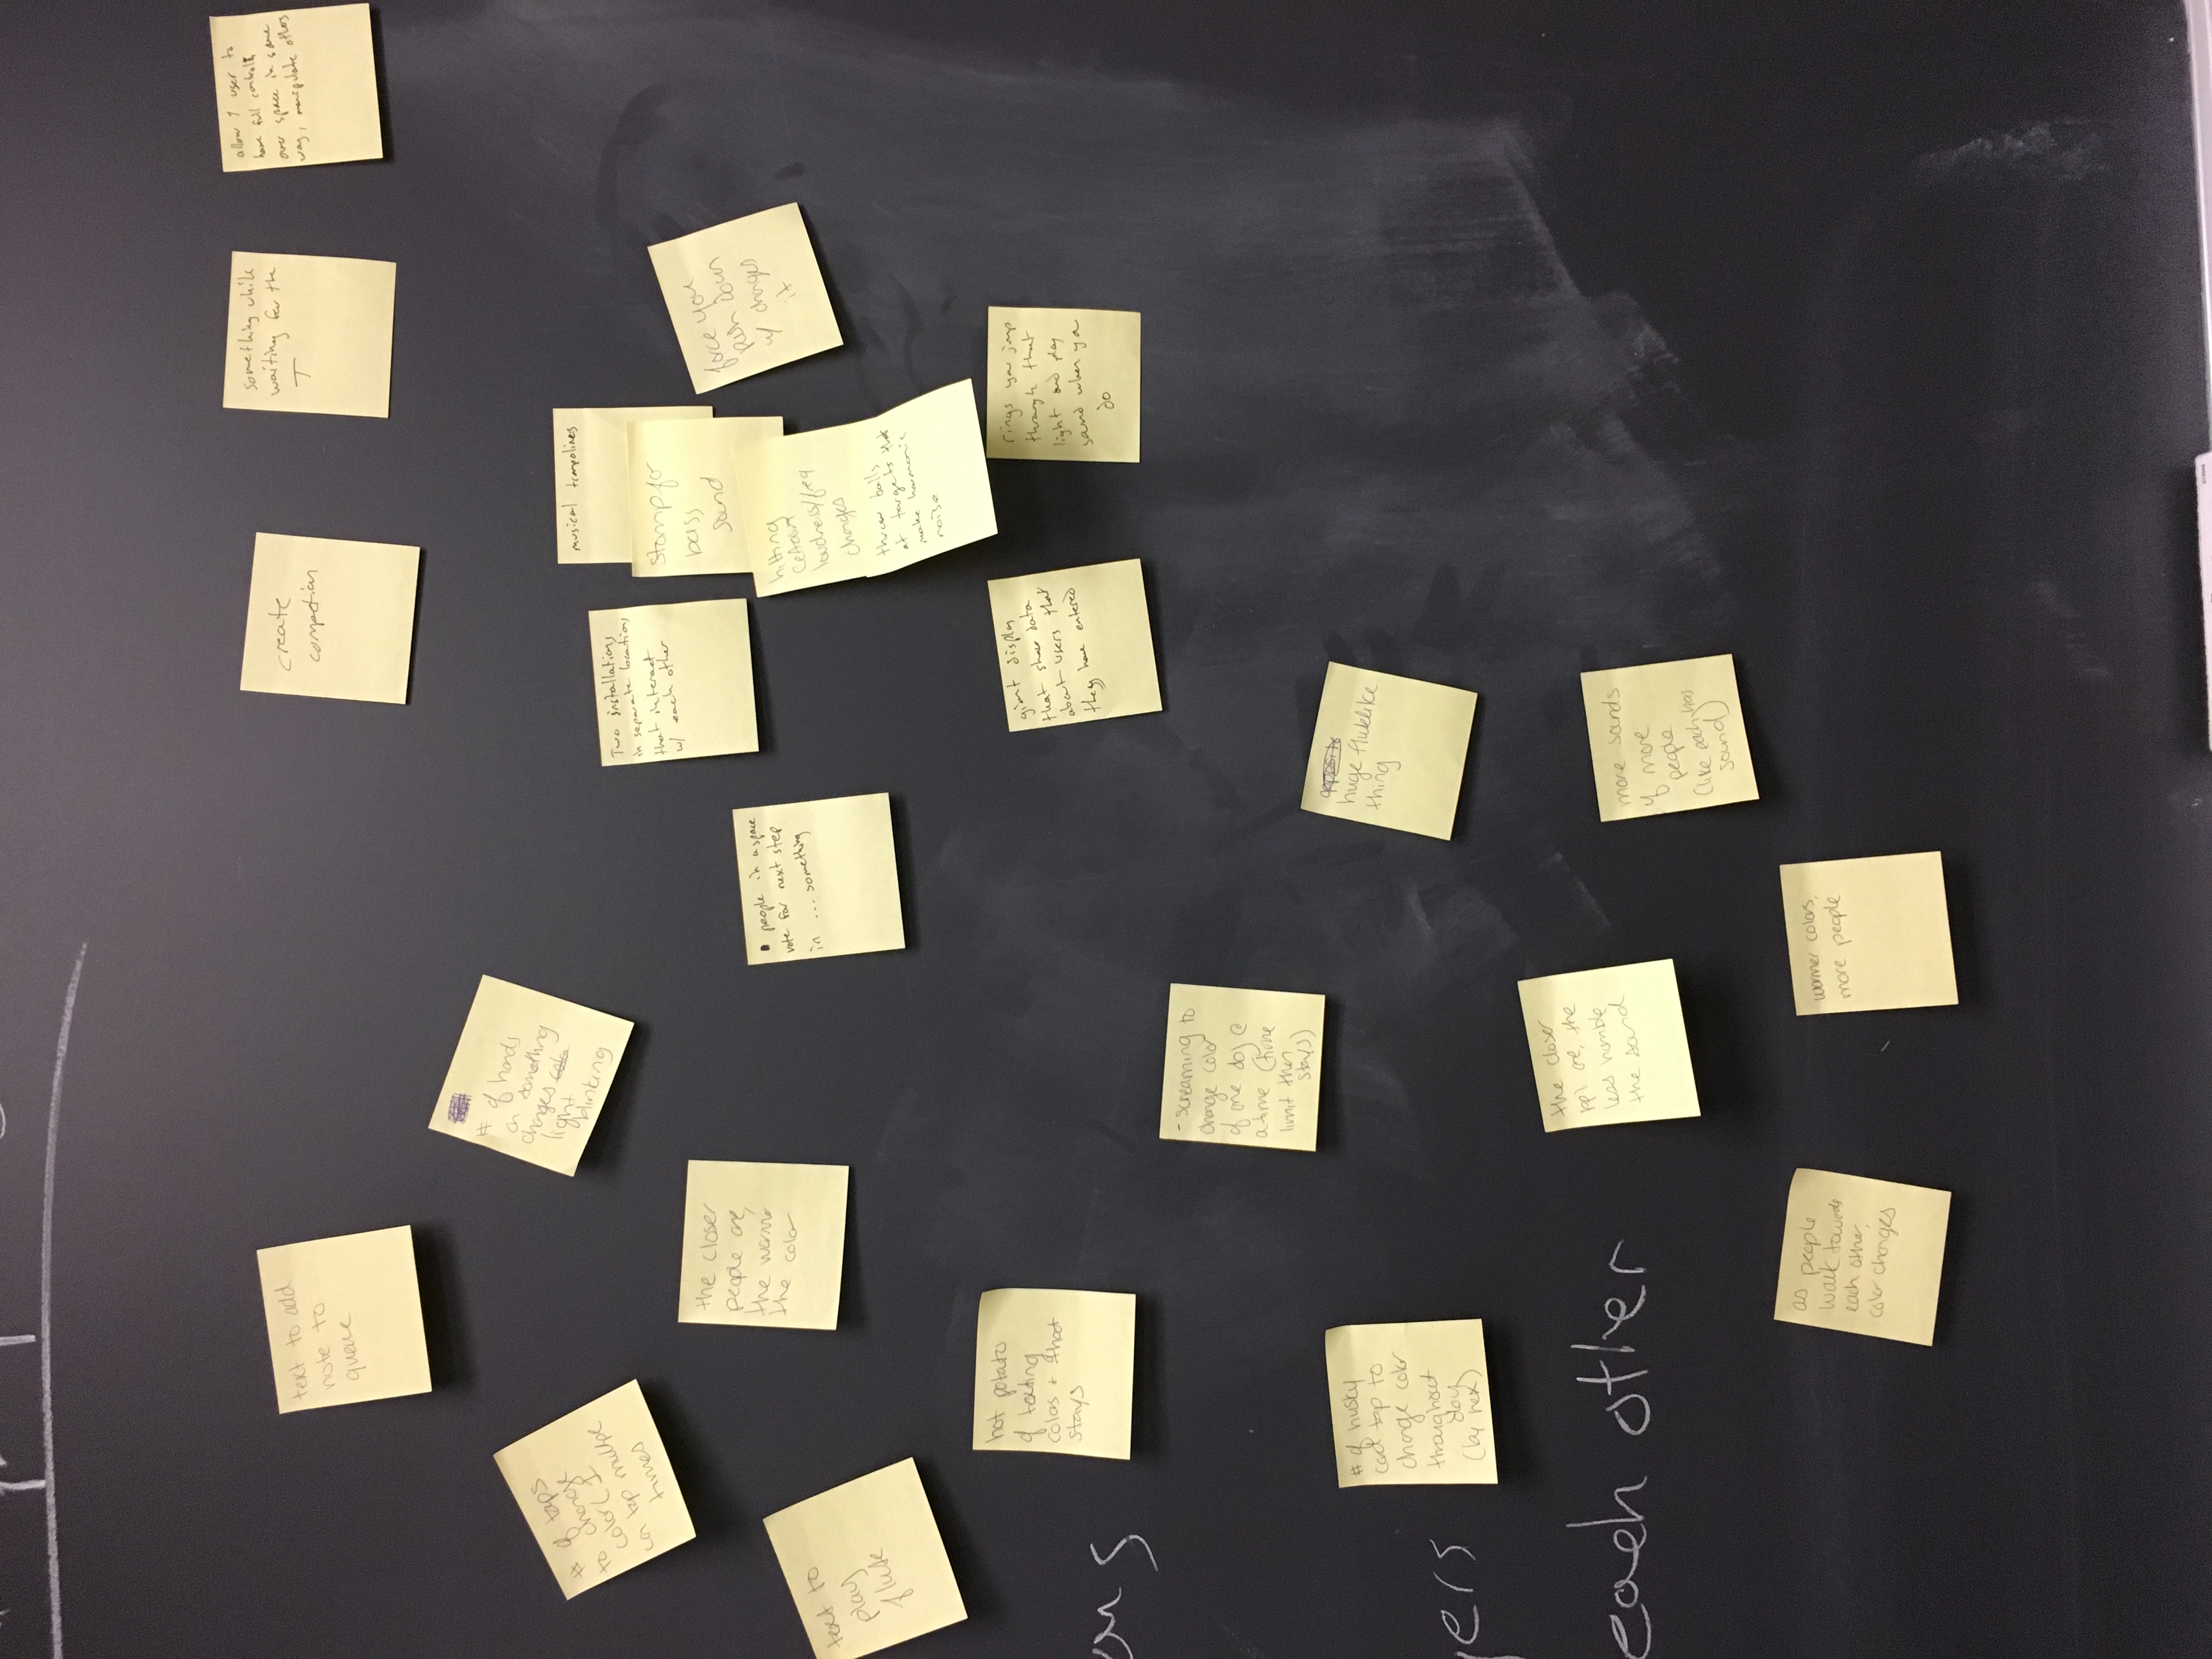 text to add
note to
queue
create
something while
waiting for the
T
allow 1 user to
have full control
over space in some
way, manipulate others
# of hands
on something
changes
light
blinking
# of taps
to change
color (1
can tap multiple
times
musical trampolines
stomp for
bass
sound
hitting
certain
loudness/freq
changes
throw balls
at targets that
make harmonic
noise
Two installations
in separate locations
that interact
w/ each other
force you
push down
w/ changes
it
the closer
people are,
the warmer
the color
people in a space
vote for next step
in ... something
text to
play
flute
hot potato
of texting
colors + that
stays
giant display
that show data
about users that
they have entered
rings you jump
through that
light and play
sound when you
do
ons
- screaming to
change color
of one doj @
a time (time
limit then
stays)
huge flutelike
thing
# of husky
card tap to
change color
throughout
day
(by hex)
gers
the closer
ppl are, the
less humble
the sound
each other
more sounds
if more
people
(like each has
sound)
as people
walk towards
each other,
color changes
warmer colors,
more people